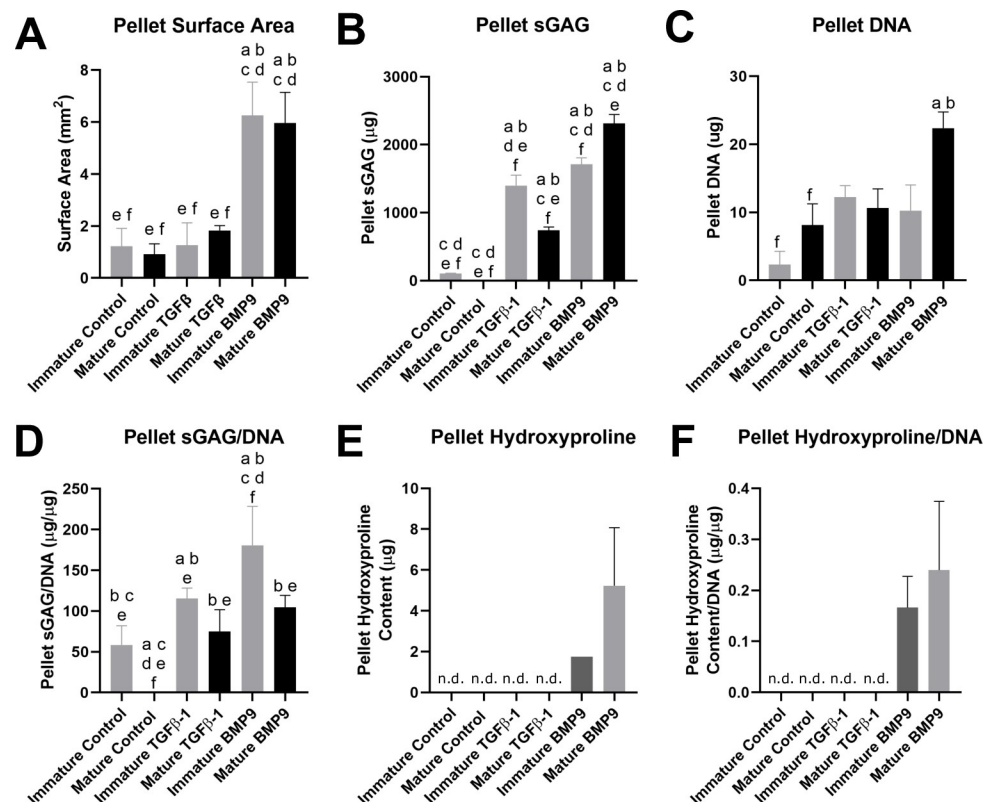 A
Pellet Surface Area
Surface Area (mm²)
8
6
4
2
0
e f
e f
e f
e f
a b
c d
a b
c d
Immature Control
Mature Control
Immature TGFβ
Mature TGFβ
Immature BMP9
Mature BMP9
B
Pellet sGAG
Pellet sGAG (μg)
3000
2000
1000
0
c d
e f
c d
e f
a b
d e
f
a b
c e
f
a b
c d
f
a b
c d
e
Immature Control
Mature Control
Immature TGFβ-1
Mature TGFβ-1
Immature BMP9
Mature BMP9
C
Pellet DNA
Pellet DNA (ug)
30
20
10
0
f
f
a b
Immature Control
Mature Control
Immature TGFβ-1
Mature TGFβ-1
Immature BMP9
Mature BMP9
D
Pellet sGAG/DNA
Pellet sGAG/DNA (μg/μg)
250
200
150
100
50
0
b c
e
a c
d e
f
a b
e
b e
a b
c d
f
b e
Immature Control
Mature Control
Immature TGFβ-1
Mature TGFβ-1
Immature BMP9
Mature BMP9
E
Pellet Hydroxyproline
Pellet Hydroxyproline
Content (μg)
10
8
6
4
2
0
n.d.
n.d.
n.d.
n.d.
Immature Control
Mature Control
Immature TGFβ-1
Mature TGFβ-1
Immature BMP9
Mature BMP9
F
Pellet Hydroxyproline/DNA
Pellet Hydroxyproline
Content/DNA (μg/μg)
0.4
0.3
0.2
0.1
0.0
n.d.
n.d.
n.d.
n.d.
Immature Control
Mature Control
Immature TGFβ-1
Mature TGFβ-1
Immature BMP9
Mature BMP9